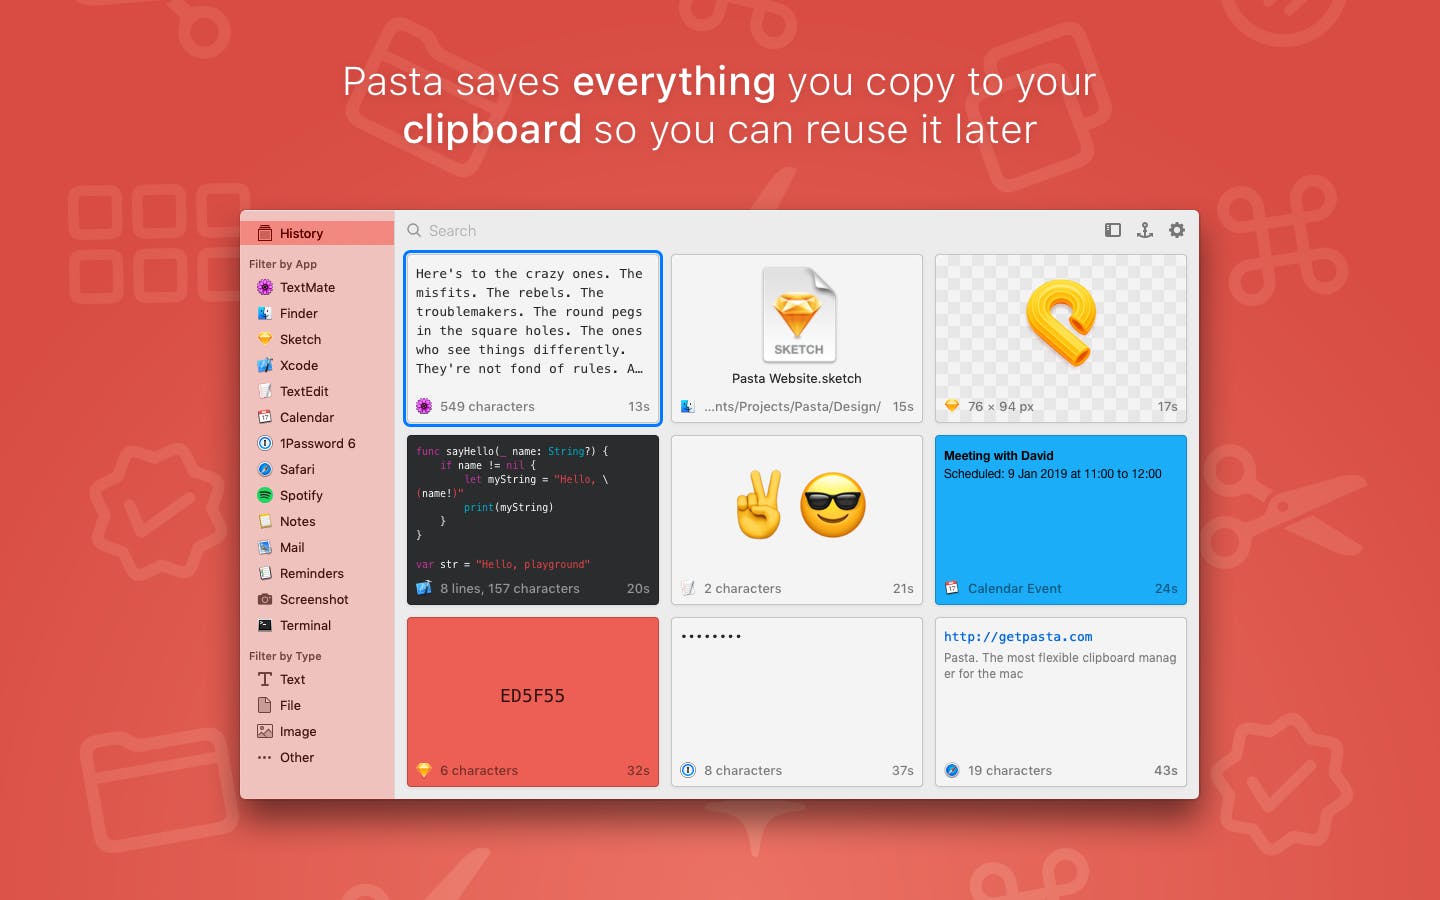 Pasta saves everything you copy to your
clipboard so you can reuse it later
History
Filter by App
TextMate
Finder
Sketch
Xcode
TextEdit
Calendar
1Password 6
Safari
Spotify
Notes
Mail
Reminders
Screenshot
Terminal
Filter by Type
Text
File
Image
Other
Search
Here's to the crazy ones. The
misfits. The rebels. The
troublemakers. The round pegs
in the square holes. The ones
who see things differently.
They're not fond of rules. A…
549 characters 13s
SKETCH
Pasta Website.sketch
...nts/Projects/Pasta/Design/ 15s
76 × 94 px 17s
func sayHello(_ name: String?) {
if name != nil {
let myString = "Hello, \
(name!)"
print(myString)
}
}
var str = "Hello, playground"
8 lines, 157 characters 20s
2 characters 21s
Meeting with David
Scheduled: 9 Jan 2019 at 11:00 to 12:00
Calendar Event 24s
ED5F55
6 characters 32s
••••••••
8 characters 37s
http://getpasta.com
Pasta. The most flexible clipboard manag
er for the mac
19 characters 43s